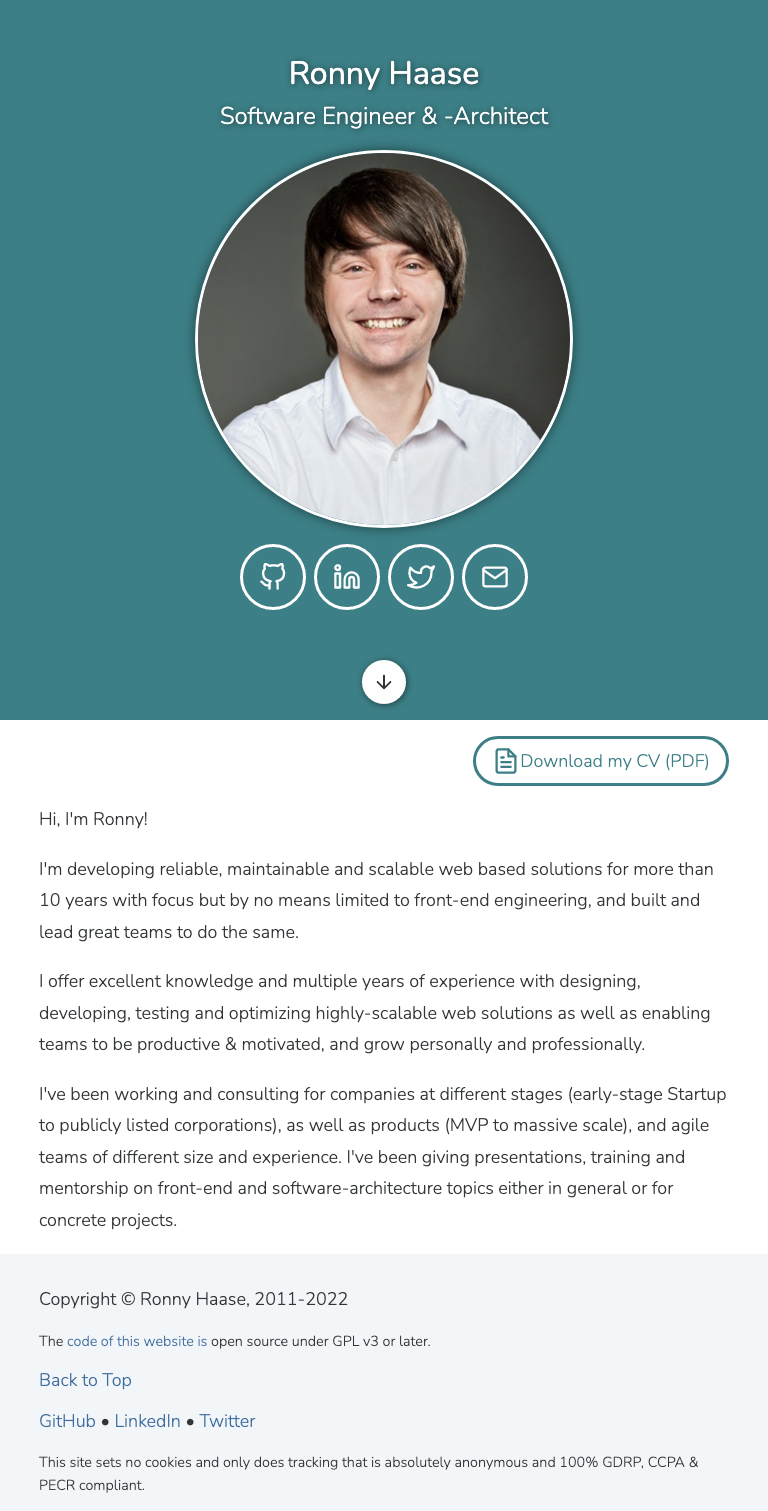 Ronny Haase
Software Engineer & -Architect
Download my CV (PDF)
Hi, I'm Ronny!
I'm developing reliable, maintainable and scalable web based solutions for more than
10 years with focus but by no means limited to front-end engineering, and built and
lead great teams to do the same.
I offer excellent knowledge and multiple years of experience with designing,
developing, testing and optimizing highly-scalable web solutions as well as enabling
teams to be productive & motivated, and grow personally and professionally.
I've been working and consulting for companies at different stages (early-stage Startup
to publicly listed corporations), as well as products (MVP to massive scale), and agile
teams of different size and experience. I've been giving presentations, training and
mentorship on front-end and software-architecture topics either in general or for
concrete projects.
Copyright © Ronny Haase, 2011-2022
The code of this website is open source under GPL v3 or later.
Back to Top
GitHub • LinkedIn • Twitter
This site sets no cookies and only does tracking that is absolutely anonymous and 100% GDRP, CCPA &
PECR compliant.